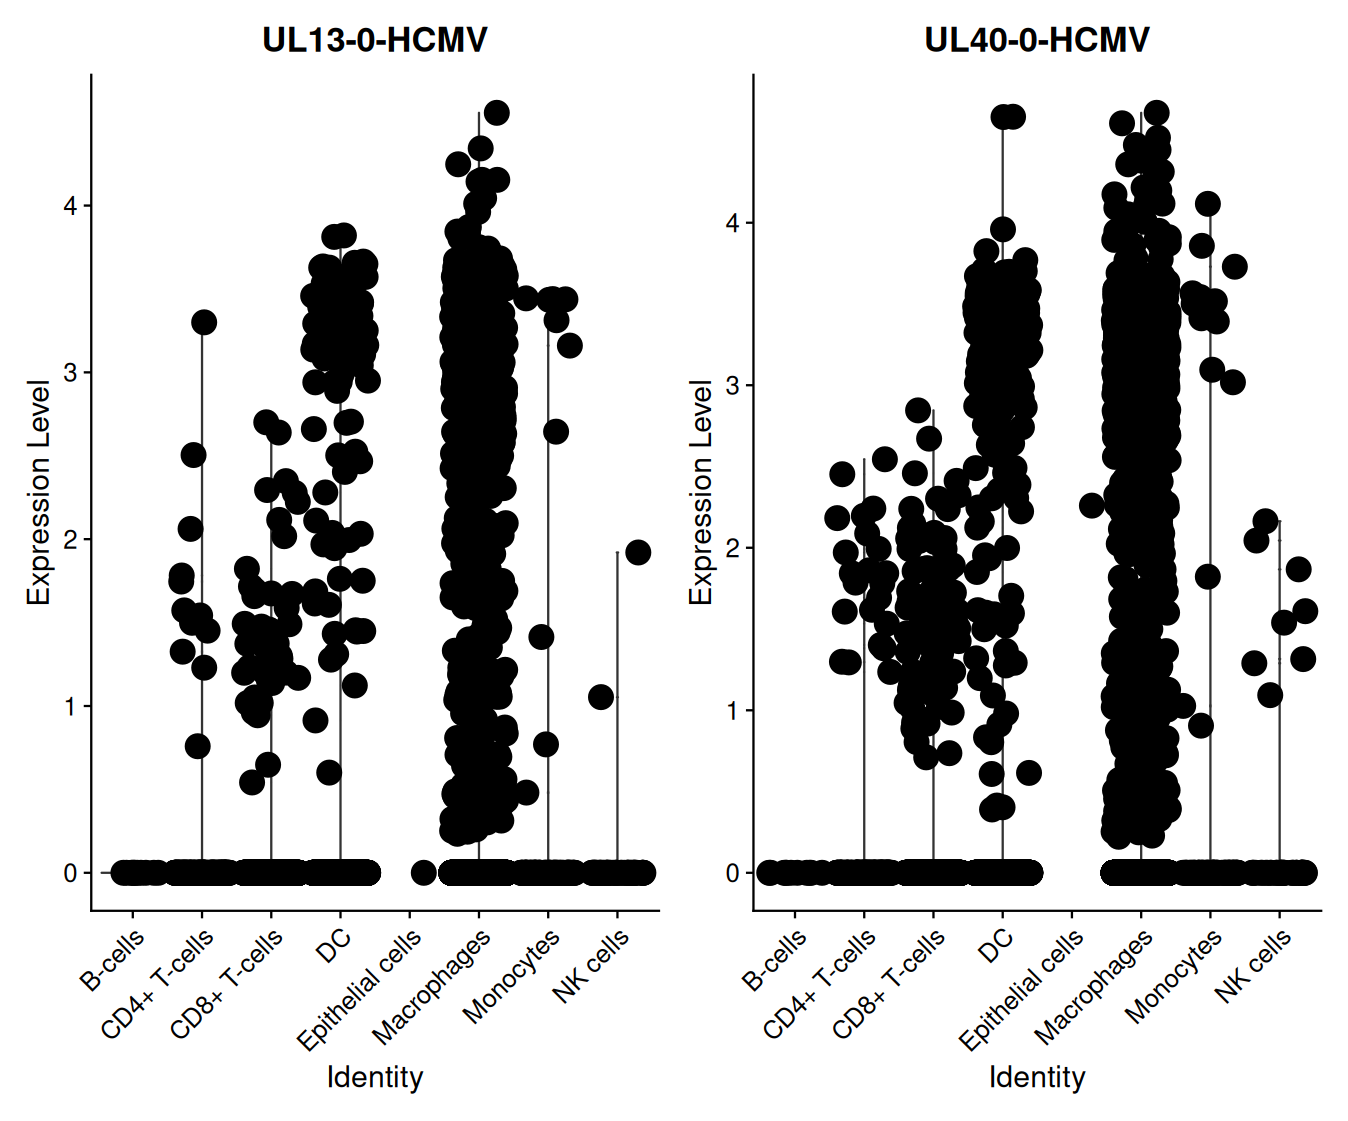 UL13-0-HCMV
Expression Level
4
3
2
1
0
B-cells
CD4+ T-cells
CD8+ T-cells
DC
Epithelial cells
Macrophages
Monocytes
NK cells
Identity
UL40-0-HCMV
Expression Level
4
3
2
1
0
B-cells
CD4+ T-cells
CD8+ T-cells
DC
Epithelial cells
Macrophages
Monocytes
NK cells
Identity